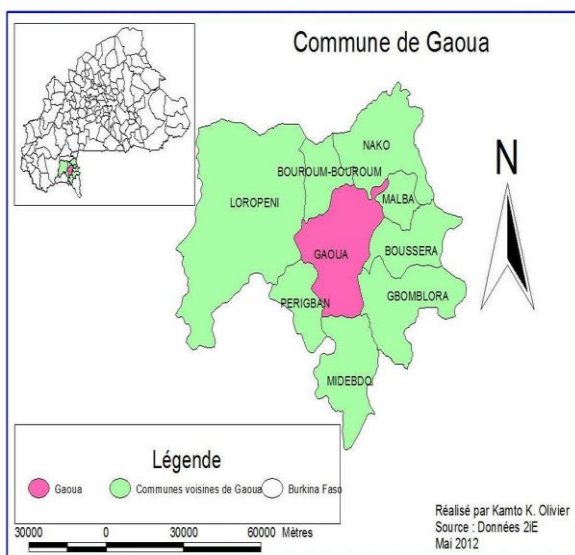 Commune de Gaoua
N
NAKO
BOUROUM-BOUROUM
LOROPENI
MALBA
GAOUA
BOUSSERA
PERIGBAN
GBOMBLORA
MIDEBDO
Légende
Gaoua
Communes voisines de Gaoua
Burkina Faso
30000 0 30000 60000 Mètres
Réalisé par Kamto K. Olivier
Source : Données 2iE
Mai 2012